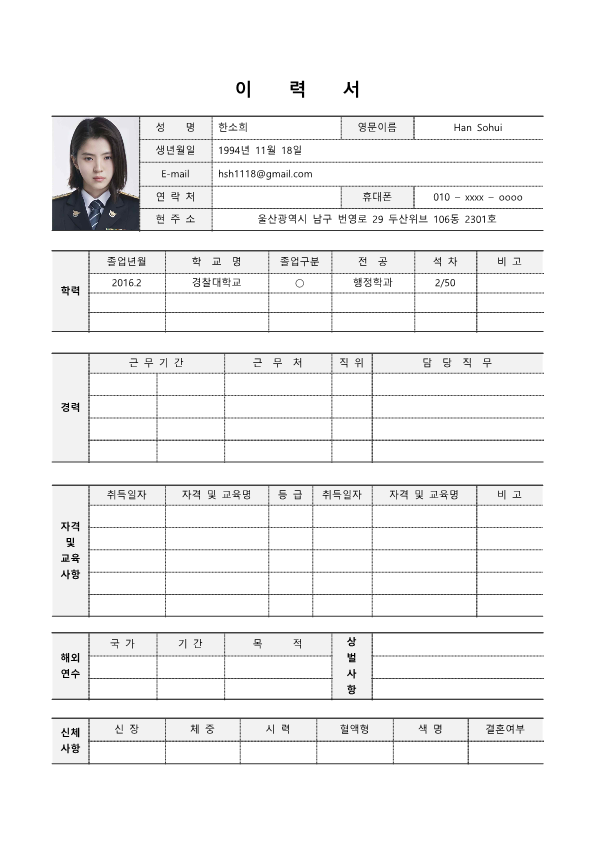 이 력 서
성 명 한소희 영문이름 Han Sohui
생년월일 1994년 11월 18일
E-mail hsh1118@gmail.com
연 락 처 휴대폰 010 – xxxx – oooo
현 주 소 울산광역시 남구 번영로 29 두산위브 106동 2301호
학력 졸업년월 학 교 명 졸업구분 전 공 석 차 비 고
2016.2 경찰대학교 ○ 행정학과 2/50
경력 근 무 기 간 근 무 처 직 위 담 당 직 무
자격 및 교육 사항 취득일자 자격 및 교육명 등 급 취득일자 자격 및 교육명 비 고
해외 연수 국 가 기 간 목 적 상 벌 사 항
신체 사항 신 장 체 중 시 력 혈액형 색 명 결혼여부